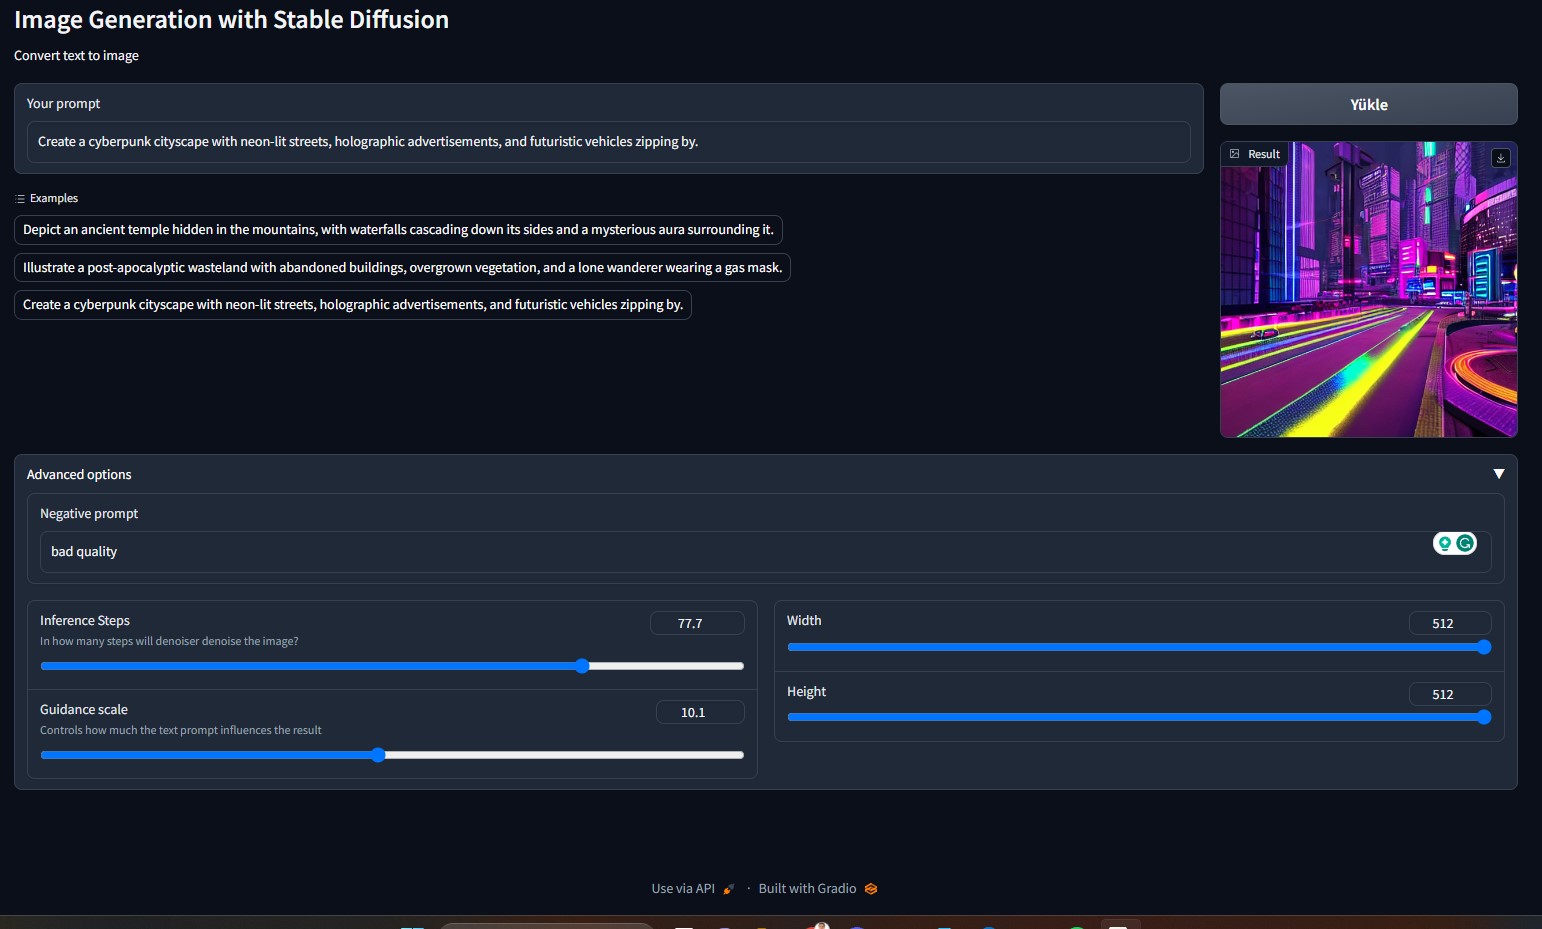 Image Generation with Stable Diffusion
Convert text to image
Your prompt
Create a cyberpunk cityscape with neon-lit streets, holographic advertisements, and futuristic vehicles zipping by.
Yükle
Result
Examples
Depict an ancient temple hidden in the mountains, with waterfalls cascading down its sides and a mysterious aura surrounding it.
Illustrate a post-apocalyptic wasteland with abandoned buildings, overgrown vegetation, and a lone wanderer wearing a gas mask.
Create a cyberpunk cityscape with neon-lit streets, holographic advertisements, and futuristic vehicles zipping by.
Advanced options
Negative prompt
bad quality
Inference Steps
77.7
In how many steps will denoiser denoise the image?
Guidance scale
10.1
Controls how much the text prompt influences the result
Width
512
Height
512
Use via API · Built with Gradio